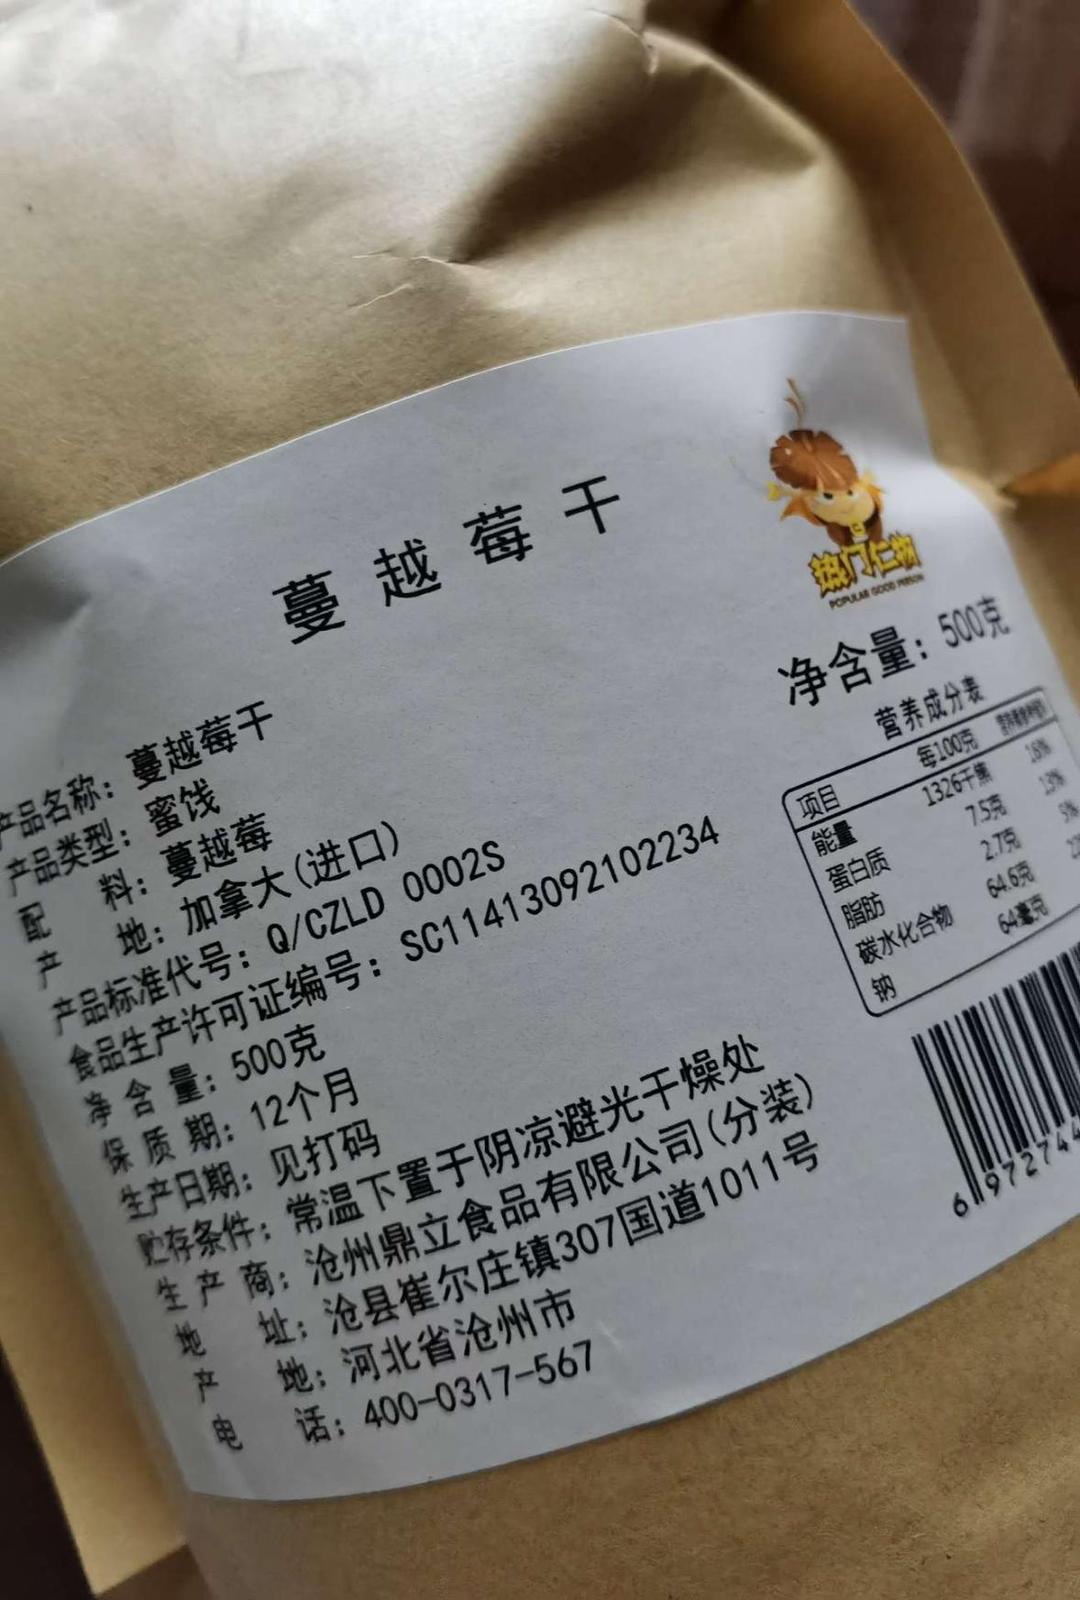 蔓越莓干
热门仁泰
POPULAR GOOD PERSON
净含量：500克
营养成分表
项目 每100克
能量 1326千焦 16%
蛋白质 7.5克 13%
脂肪 2.7克 5%
碳水化合物 64.6克
钠 64毫克
产品名称：蔓越莓干
产品类型：蜜饯
配料：蔓越莓
产地：加拿大(进口)
产品标准代号：Q/CZLD 0002S
食品生产许可证编号：SC11413092102234
净含量：500克
保质期：12个月
生产日期：见打码
贮存条件：常温下置于阴凉避光干燥处
生产商：沧州鼎立食品有限公司(分装)
地址：沧县崔尔庄镇307国道1011号
产地：河北省沧州市
电话：400-0317-567
6 972744